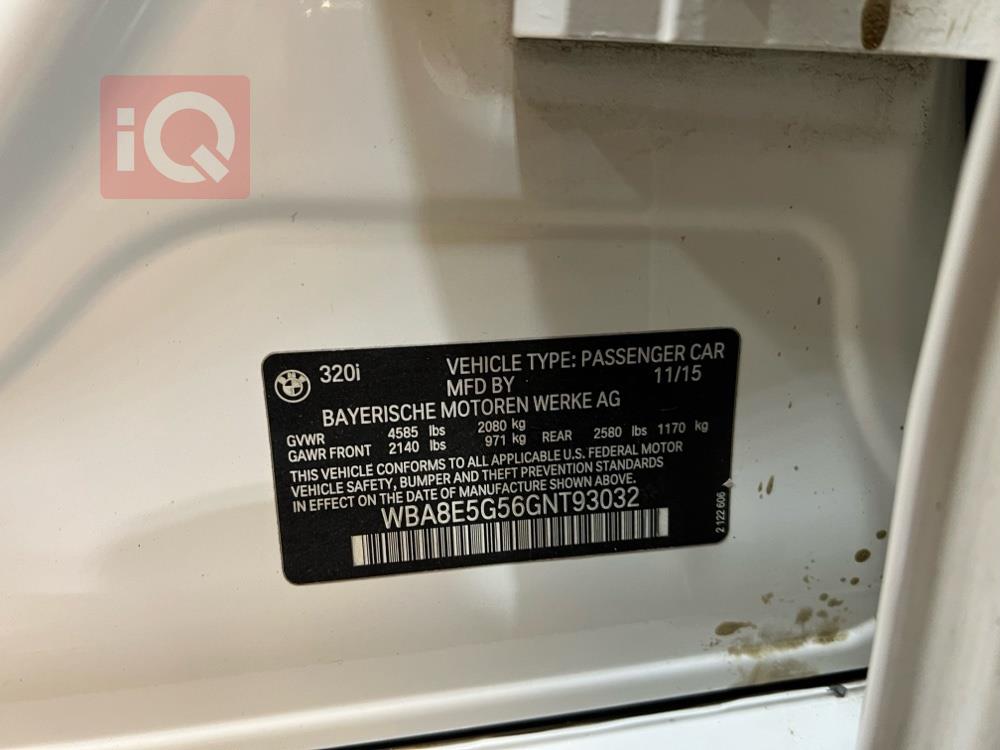 iQ
320i VEHICLE TYPE: PASSENGER CAR
MFD BY 11/15
BAYERISCHE MOTOREN WERKE AG
GVWR 4585 lbs 2080 kg
GAWR FRONT 2140 lbs 971 kg REAR 2580 lbs 1170 kg
THIS VEHICLE CONFORMS TO ALL APPLICABLE U.S. FEDERAL MOTOR
VEHICLE SAFETY, BUMPER AND THEFT PREVENTION STANDARDS
IN EFFECT ON THE DATE OF MANUFACTURE SHOWN ABOVE.
WBA8E5G56GNT93032
2 122 606